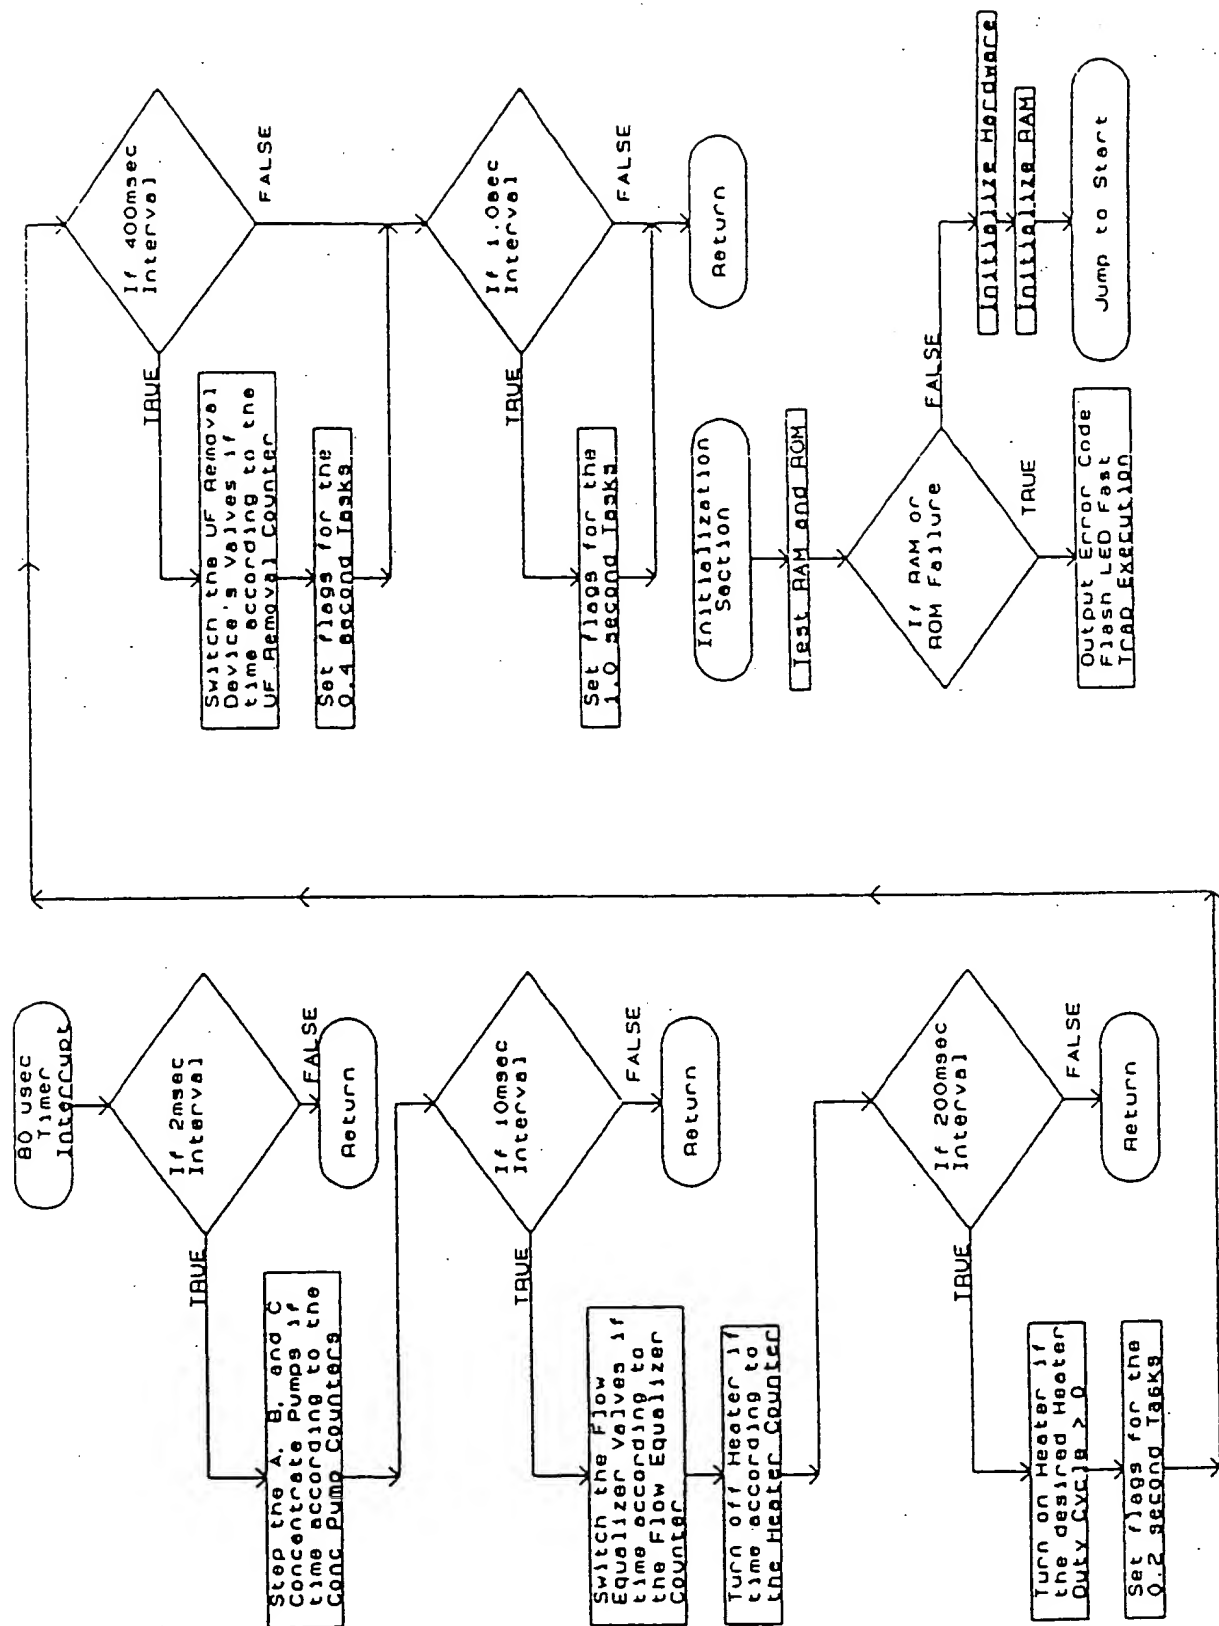 80 usec
Timer
Interrupt
If 2msec
Interval
TRUE
FALSE
Return
Step the A, B, and C
Concentrate Pumps if
time according to the
Conc Pump Counters
If 10msec
Interval
TRUE
FALSE
Return
Switch the Flow
Equalizer Valves if
time according to
the Flow Equalizer
Counter
Turn off Heater if
time according to
the Heater Counter
If 200msec
Interval
TRUE
FALSE
Return
Turn on Heater if
the desired Heater
Duty Cycle > 0
Set flags for the
0.2 second Tasks
If 400msec
Interval
TRUE
FALSE
Switch the UF Removal
Device's Valves if
time according to the
UF Removal Counter
Set flags for the
0.4 second Tasks
If 1.0sec
Interval
TRUE
FALSE
Set flags for the
1.0 second Tasks
Return
Initialization
Section
Test RAM and ROM
If RAM or
ROM Failure
FALSE
TRUE
Initialize Hardware
Initialize RAM
Jump to Start
Output Error Code
Flash LED Fast
Trap Execution